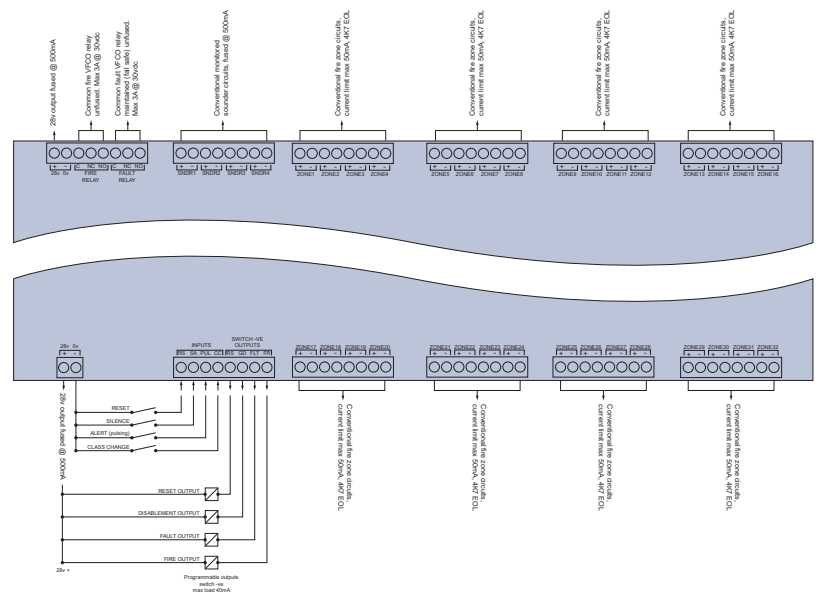 28v output fused @ 500mA
Common fire VFCO relay
unfused. Max 3A @ 30vdc
Common fault VFCO relay
maintained (fail safe) unfused.
Max 3A @ 30vdc
Conventional monitored
sounder circuits, fused @ 500mA
Conventional fire zone circuits,
current limit max 50mA, 4K7 EOL
Conventional fire zone circuits,
current limit max 50mA, 4K7 EOL
Conventional fire zone circuits,
current limit max 50mA, 4K7 EOL
Conventional fire zone circuits,
current limit max 50mA, 4K7 EOL
+ - C NC NO C NC NO
28v 0v FIRE RELAY FAULT RELAY
+ - + - + - + -
SNDR1 SNDR2 SNDR3 SNDR4
+ - + - + - + -
ZONE1 ZONE2 ZONE3 ZONE4
+ - + - + - + -
ZONE5 ZONE6 ZONE7 ZONE8
+ - + - + - + -
ZONE9 ZONE10 ZONE11 ZONE12
+ - + - + - + -
ZONE13 ZONE14 ZONE15 ZONE16
28v 0v
+ -
INPUTS
SWITCH -VE
OUTPUTS
RS SA PUL CC RS GD FLT FR
ZONE17 ZONE18 ZONE19 ZONE20
+ - + - + - + -
ZONE21 ZONE22 ZONE23 ZONE24
+ - + - + - + -
ZONE25 ZONE26 ZONE27 ZONE28
+ - + - + - + -
ZONE29 ZONE30 ZONE31 ZONE32
+ - + - + - + -
28v output fused @ 500mA
RESET
SILENCE
ALERT (pulsing)
CLASS CHANGE
RESET OUTPUT
DISABLEMENT OUTPUT
FAULT OUTPUT
FIRE OUTPUT
28v +
Programmable outputs
switch -ve
max load 40mA
Conventional fire zone circuits,
current limit max 50mA, 4K7 EOL
Conventional fire zone circuits,
current limit max 50mA, 4K7 EOL
Conventional fire zone circuits,
current limit max 50mA, 4K7 EOL
Conventional fire zone circuits,
current limit max 50mA, 4K7 EOL